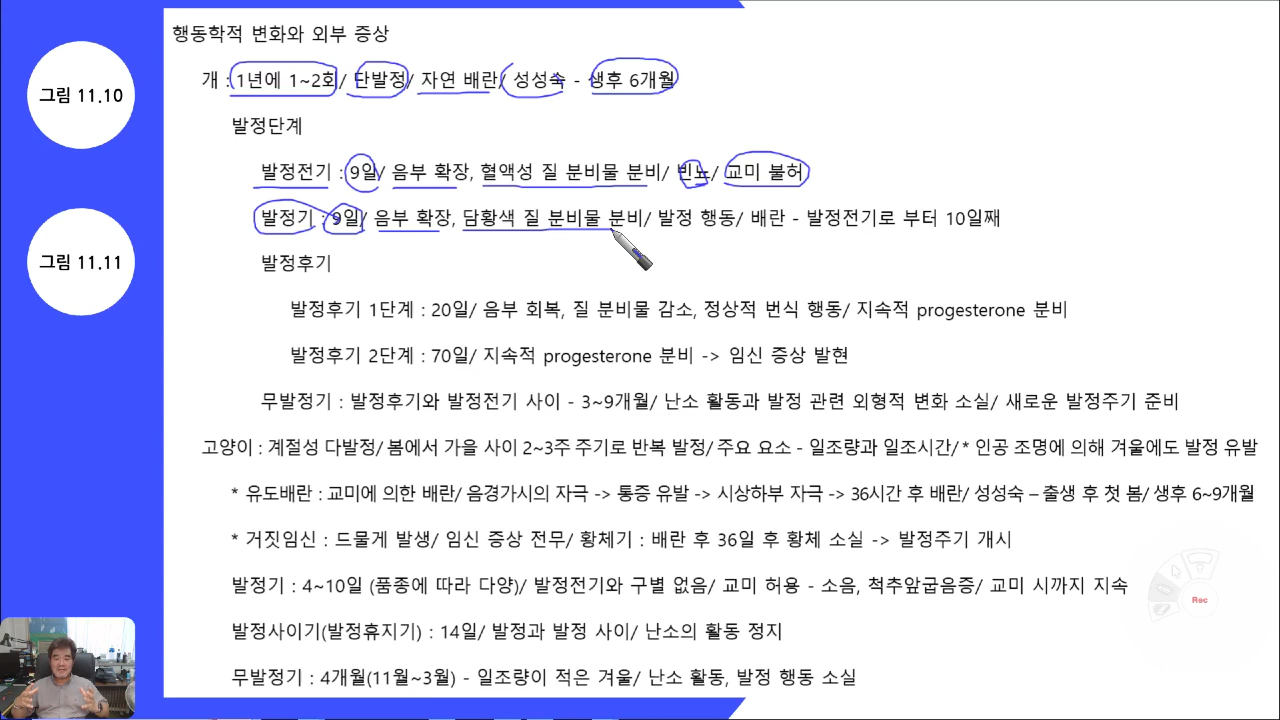 행동학적 변화와 외부 증상
그림 11.10
개 : 1년에 1~2회/ 단발정/ 자연 배란/ 성성숙 - 생후 6개월
발정단계
발정전기 : 9일/ 음부 확장, 혈액성 질 분비물 분비/ 빈뇨/ 교미 불허
발정기 : 9일/ 음부 확장, 담황색 질 분비물 분비/ 발정 행동/ 배란 - 발정전기로 부터 10일째
그림 11.11
발정후기
발정후기 1단계 : 20일/ 음부 회복, 질 분비물 감소, 정상적 번식 행동/ 지속적 progesterone 분비
발정후기 2단계 : 70일/ 지속적 progesterone 분비 -> 임신 증상 발현
무발정기 : 발정후기와 발정전기 사이 - 3~9개월/ 난소 활동과 발정 관련 외형적 변화 소실/ 새로운 발정주기 준비
고양이 : 계절성 다발정/ 봄에서 가을 사이 2~3주 주기로 반복 발정/ 주요 요소 - 일조량과 일조시간/ * 인공 조명에 의해 겨울에도 발정 유발
* 유도배란 : 교미에 의한 배란/ 음경가시의 자극 -> 통증 유발 -> 시상하부 자극 -> 36시간 후 배란/ 성성숙 – 출생 후 첫 봄/ 생후 6~9개월
* 거짓임신 : 드물게 발생/ 임신 증상 전무/ 황체기 : 배란 후 36일 후 황체 소실 -> 발정주기 개시
발정기 : 4~10일 (품종에 따라 다양)/ 발정전기와 구별 없음/ 교미 허용 - 소음, 척추앞굽음증/ 교미 시까지 지속
Rec
발정사이기(발정휴지기) : 14일/ 발정과 발정 사이/ 난소의 활동 정지
무발정기 : 4개월(11월~3월) - 일조량이 적은 겨울/ 난소 활동, 발정 행동 소실